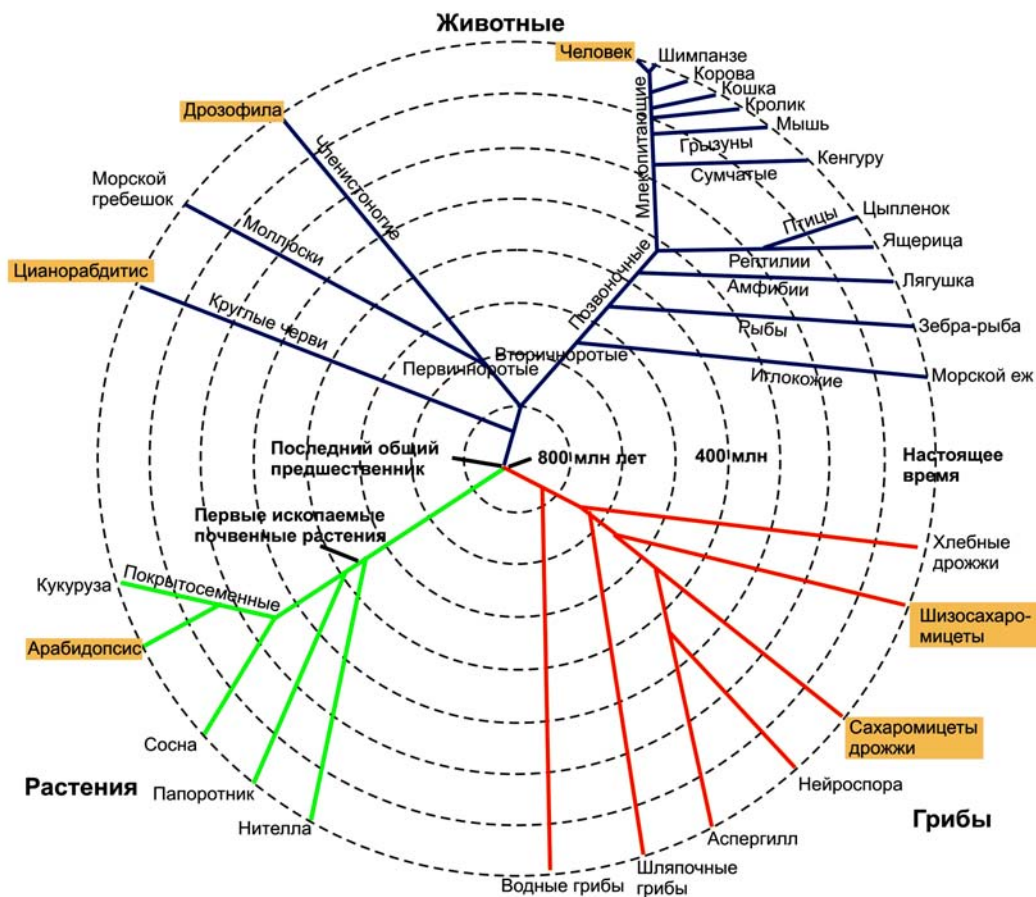 Животные
Человек
Шимпанзе
Корова
Кошка
Кролик
Мышь
Грызуны
Млекопитающие
Сумчатые
Кенгуру
Дрозофила
Членистоногие
Морской
гребешок
Моллюски
Цианорабдитис
Круглые черви
Птицы
Цыпленок
Ящерица
Рептилии
Позвоночные
Амфибии
Лягушка
Рыбы
Зебра-рыба
Вторичноротые
Первичноротые
Иглокожие
Морской еж
Последний общий
предшественник
800 млн лет
400 млн
Настоящее
время
Первые ископаемые
почвенные растения
Кукуруза
Покрытосеменные
Арабидопсис
Сосна
Растения
Папоротник
Нителла
Хлебные
дрожжи
Шизосахаро-
мицеты
Сахаромицеты
дрожжи
Нейроспора
Грибы
Аспергилл
Шляпочные
грибы
Водные грибы